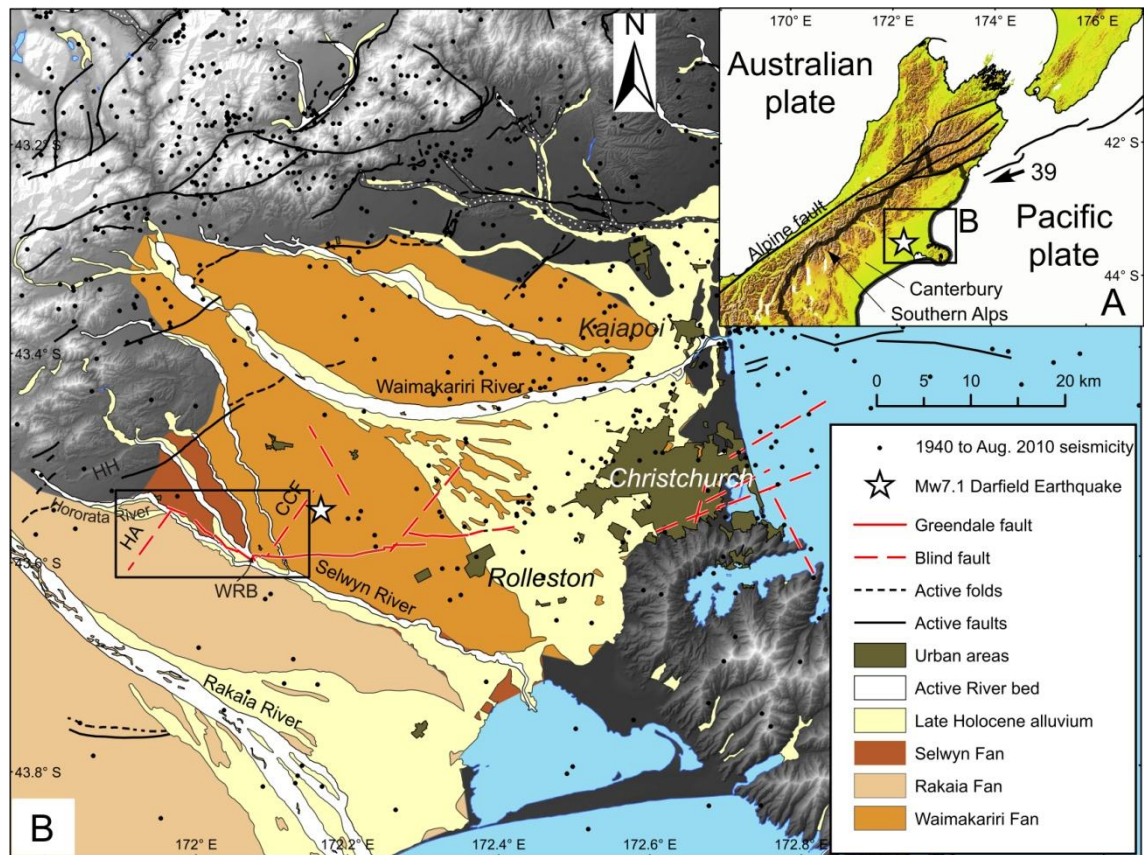 170° E
172° E
174° E
176° E
Australian
plate
42° S
39
Pacific
plate
Alpine fault
B
44° S
Canterbury
Southern Alps
A
N
43.2° S
43.4° S
43.6° S
43.8° S
Kaiapoi
Waimakariri River
HH
Hororata River
HA
CCF
WRB
Selwyn River
Rolleston
Christchurch
Rakaia River
0 5 10 20 km
1940 to Aug. 2010 seismicity
Mw7.1 Darfield Earthquake
Greendale fault
Blind fault
Active folds
Active faults
Urban areas
Active River bed
Late Holocene alluvium
Selwyn Fan
Rakaia Fan
Waimakariri Fan
B
172° E
172.2° E
172.4° E
172.6° E
172.8° E